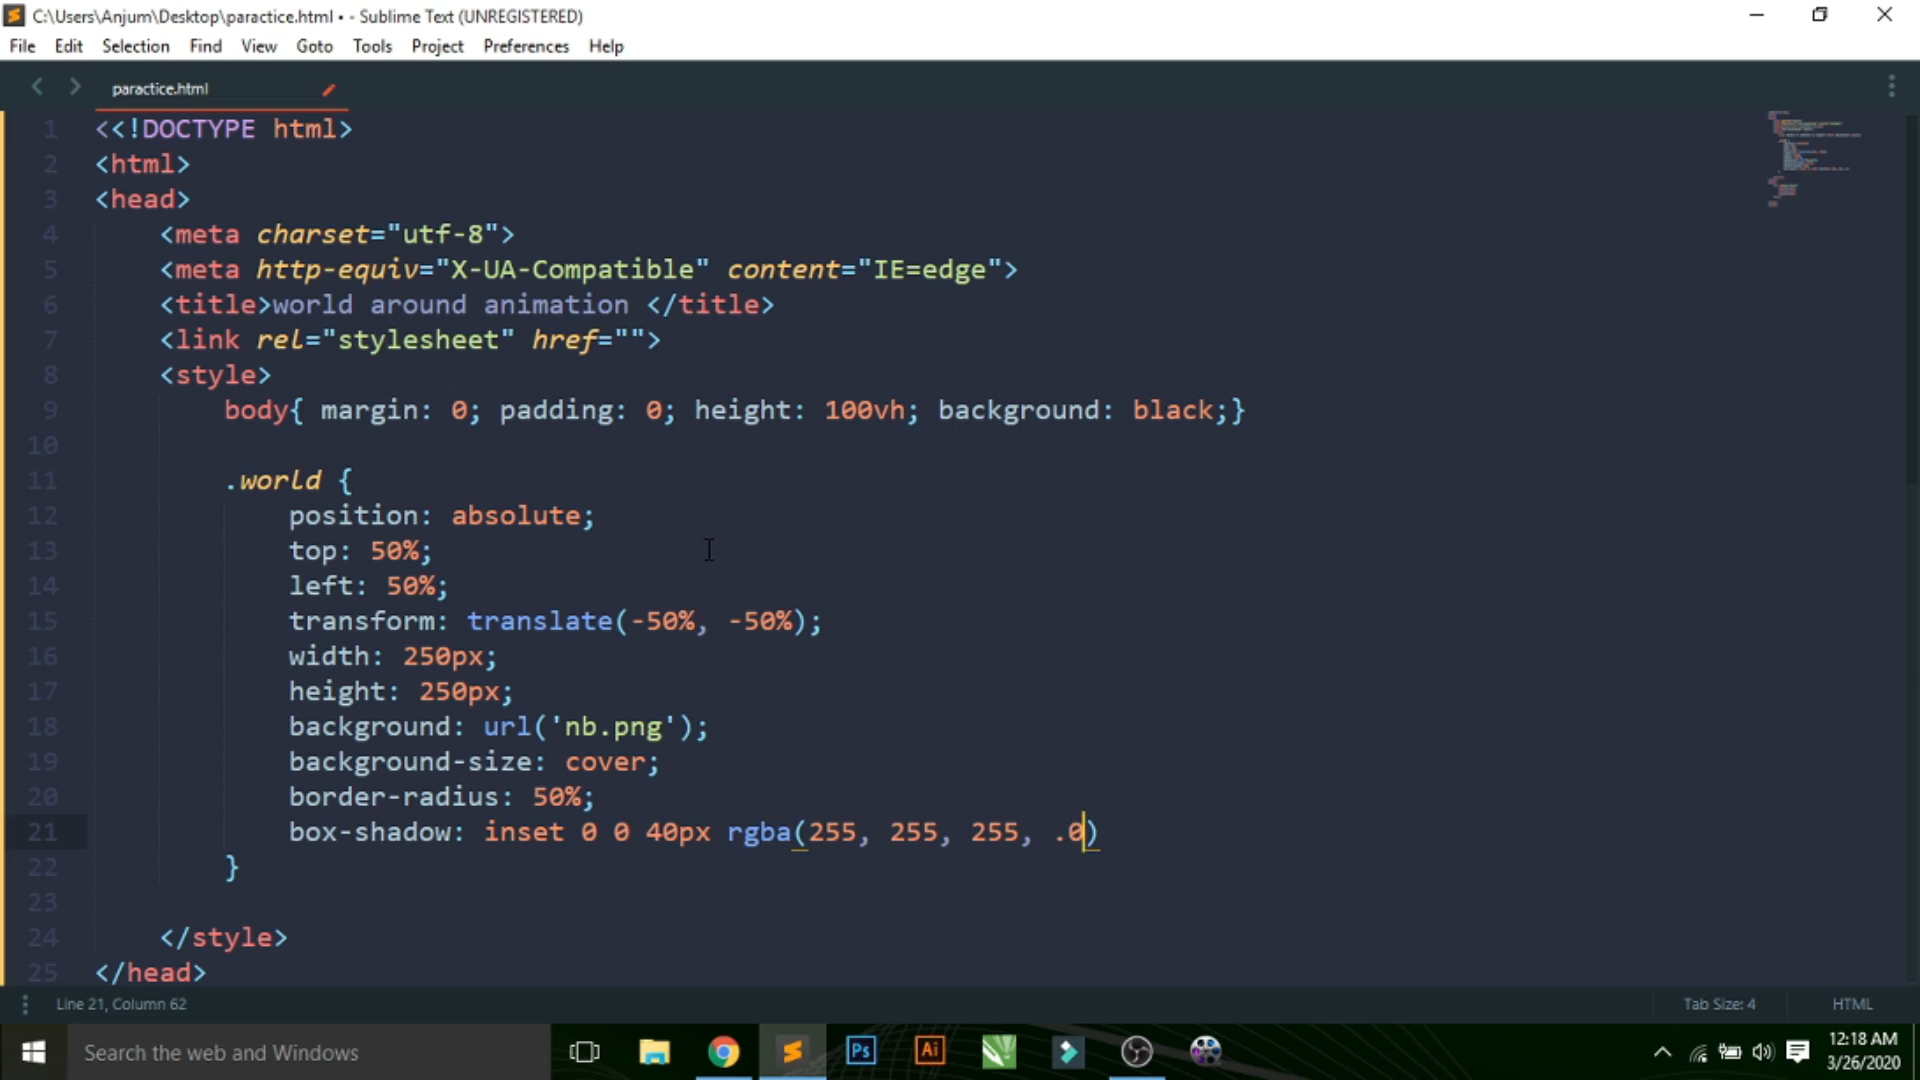 C:\Users\Anjum\Desktop\paractice.html • - Sublime Text (UNREGISTERED)
File Edit Selection Find View Goto Tools Project Preferences Help
paractice.html
1 <<!DOCTYPE html>
2 <html>
3 <head>
4 <meta charset="utf-8">
5 <meta http-equiv="X-UA-Compatible" content="IE=edge">
6 <title>world around animation </title>
7 <link rel="stylesheet" href="">
8 <style>
9 body{ margin: 0; padding: 0; height: 100vh; background: black;}
10
11 .world {
12 position: absolute;
13 top: 50%;
14 left: 50%;
15 transform: translate(-50%, -50%);
16 width: 250px;
17 height: 250px;
18 background: url('nb.png');
19 background-size: cover;
20 border-radius: 50%;
21 box-shadow: inset 0 0 40px rgba(255, 255, 255, .0)
22 }
23
24 </style>
25 </head>
Line 21, Column 62 Tab Size: 4 HTML
Search the web and Windows Ps Ai 12:18 AM
3/26/2020